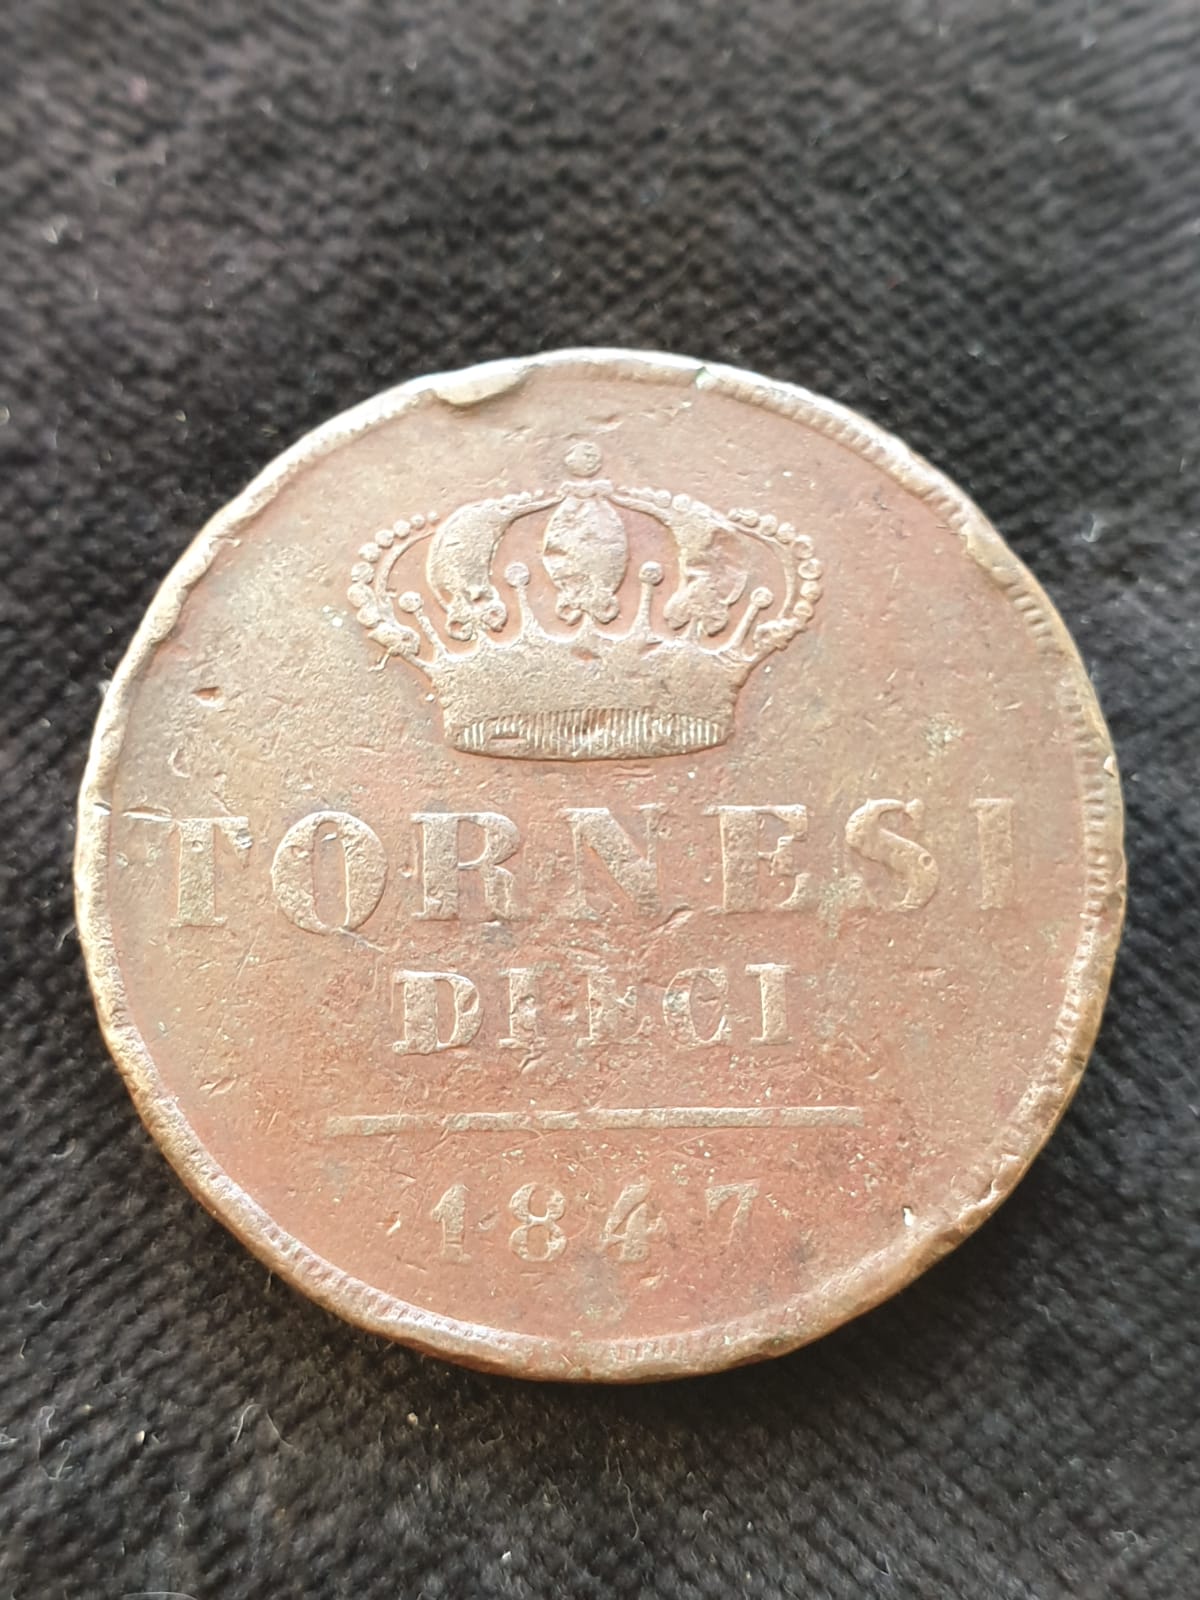 TORNESI
DIECI
1847